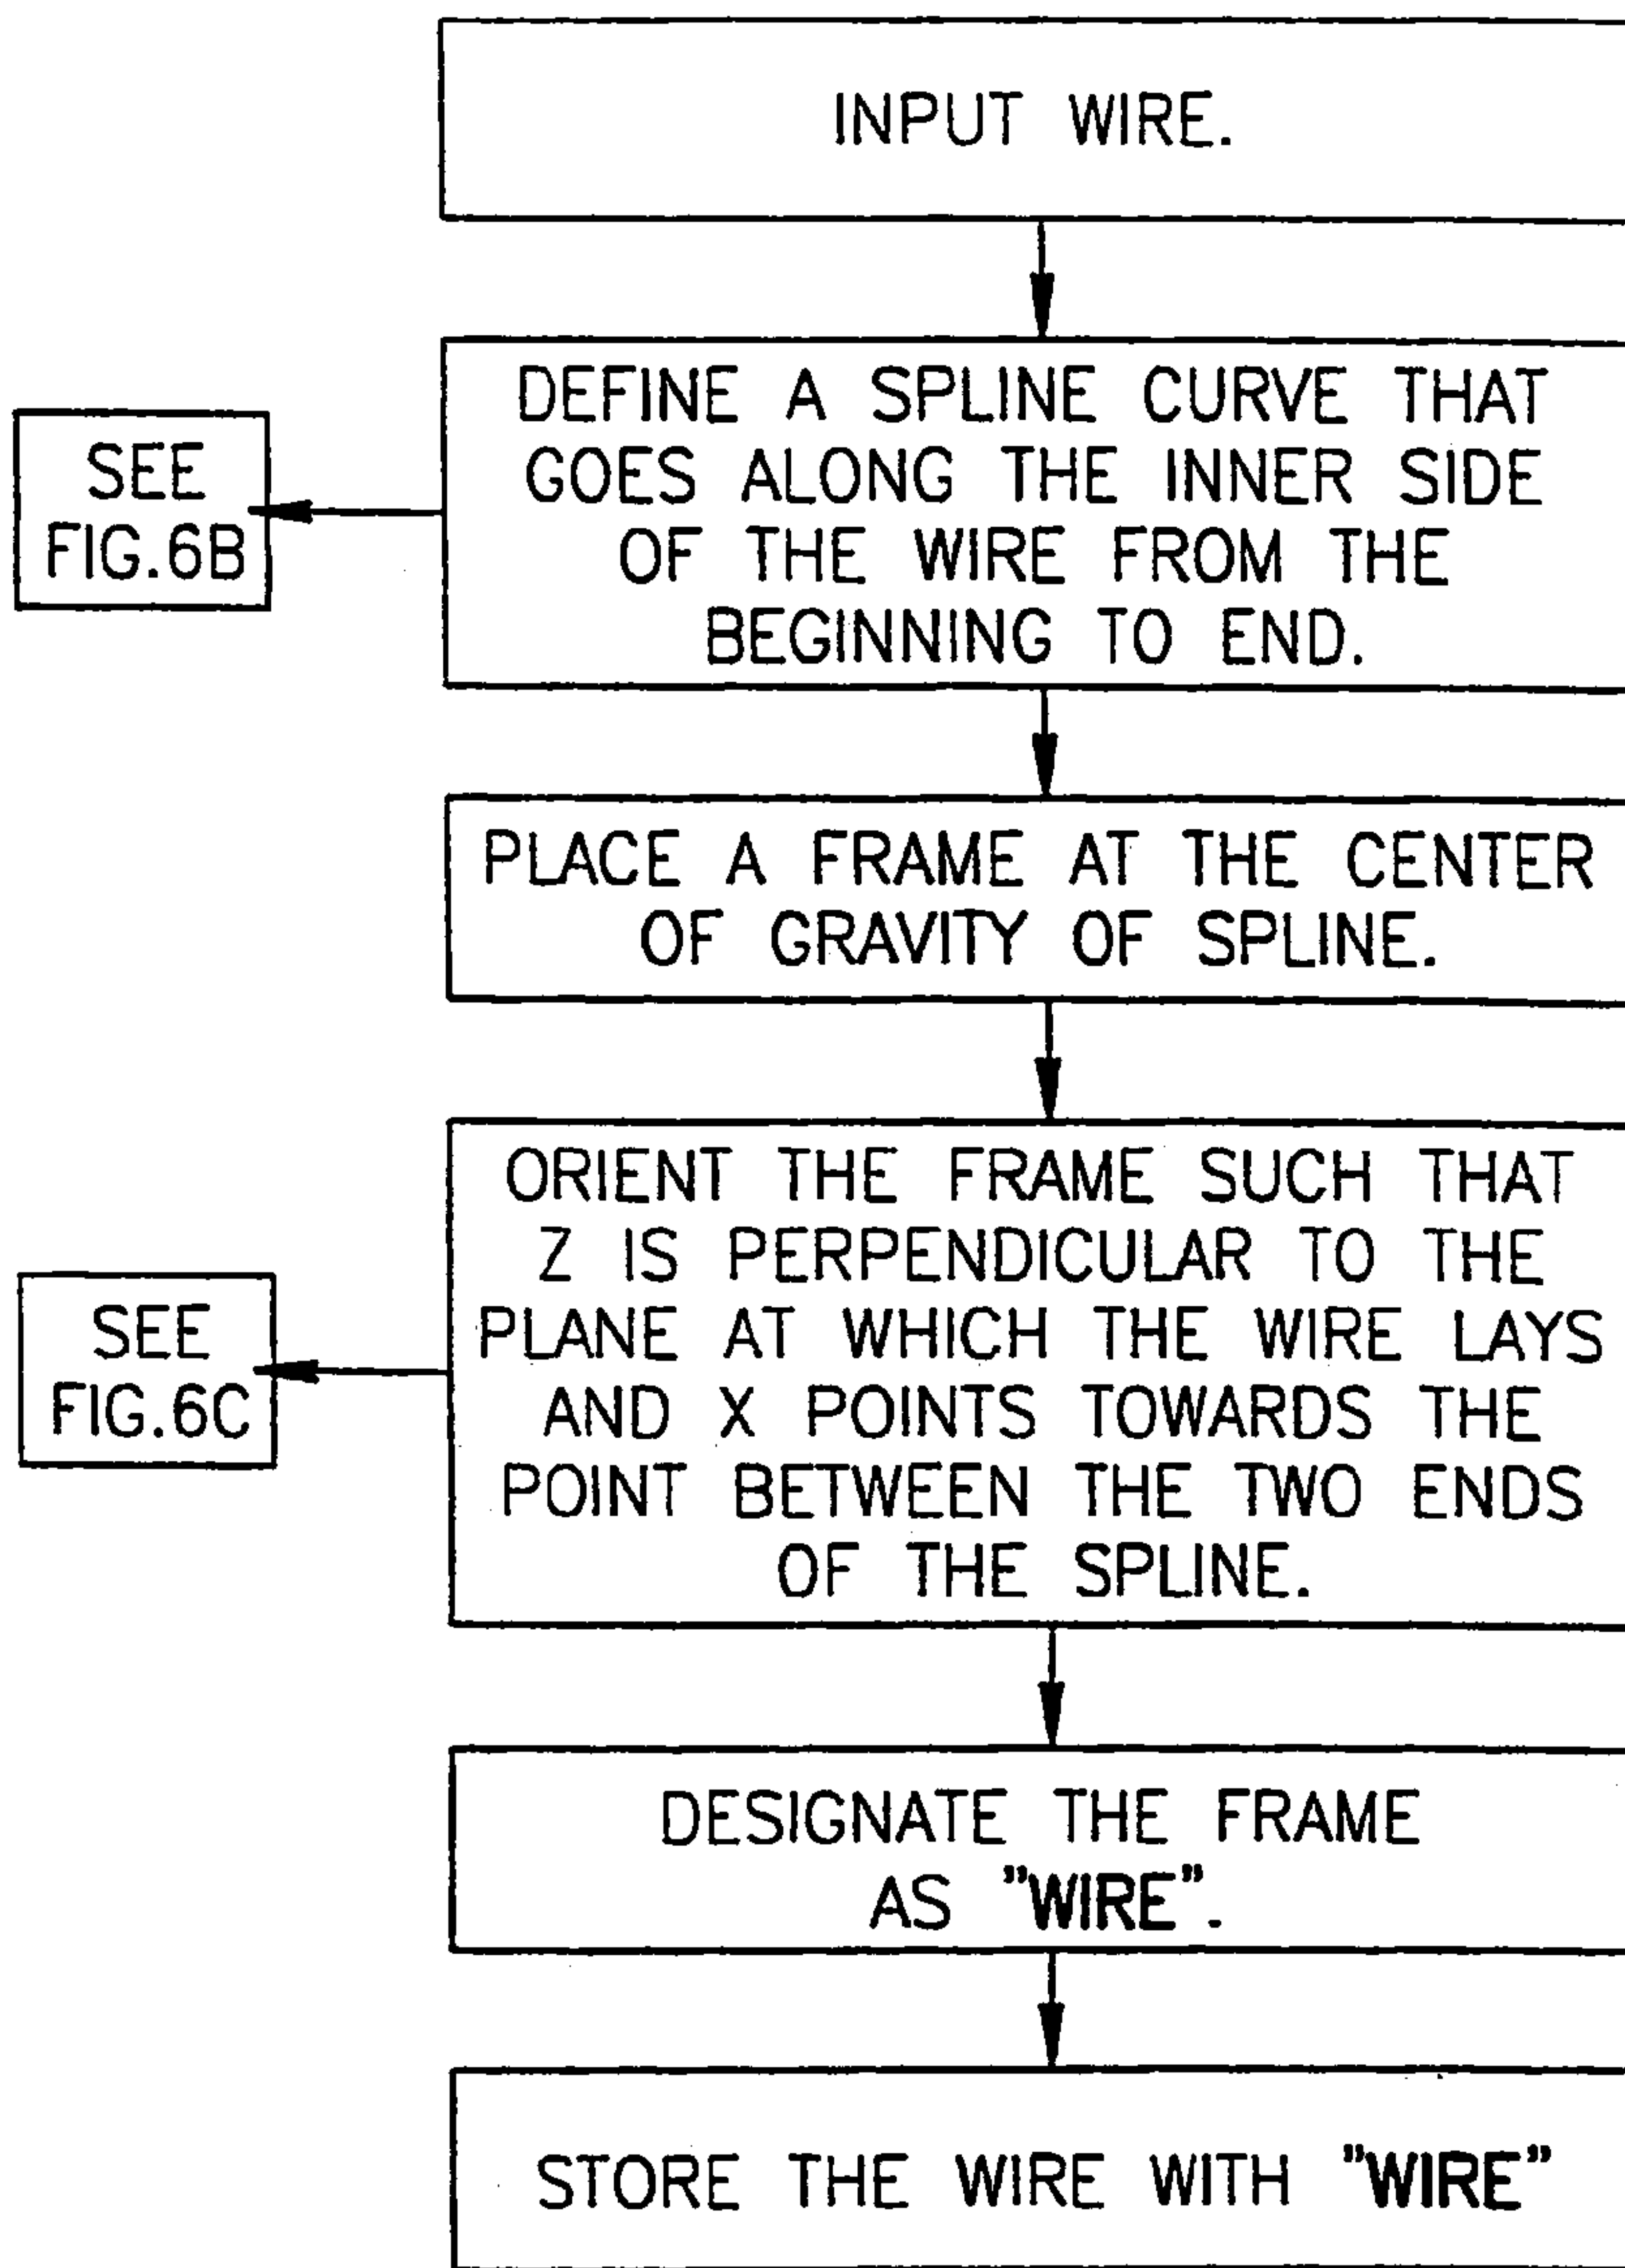 INPUT WIRE.
DEFINE A SPLINE CURVE THAT
GOES ALONG THE INNER SIDE
OF THE WIRE FROM THE
BEGINNING TO END.
SEE
FIG.6B
PLACE A FRAME AT THE CENTER
OF GRAVITY OF SPLINE.
ORIENT THE FRAME SUCH THAT
Z IS PERPENDICULAR TO THE
PLANE AT WHICH THE WIRE LAYS
AND X POINTS TOWARDS THE
POINT BETWEEN THE TWO ENDS
OF THE SPLINE.
SEE
FIG.6C
DESIGNATE THE FRAME
AS "WIRE".
STORE THE WIRE WITH "WIRE"